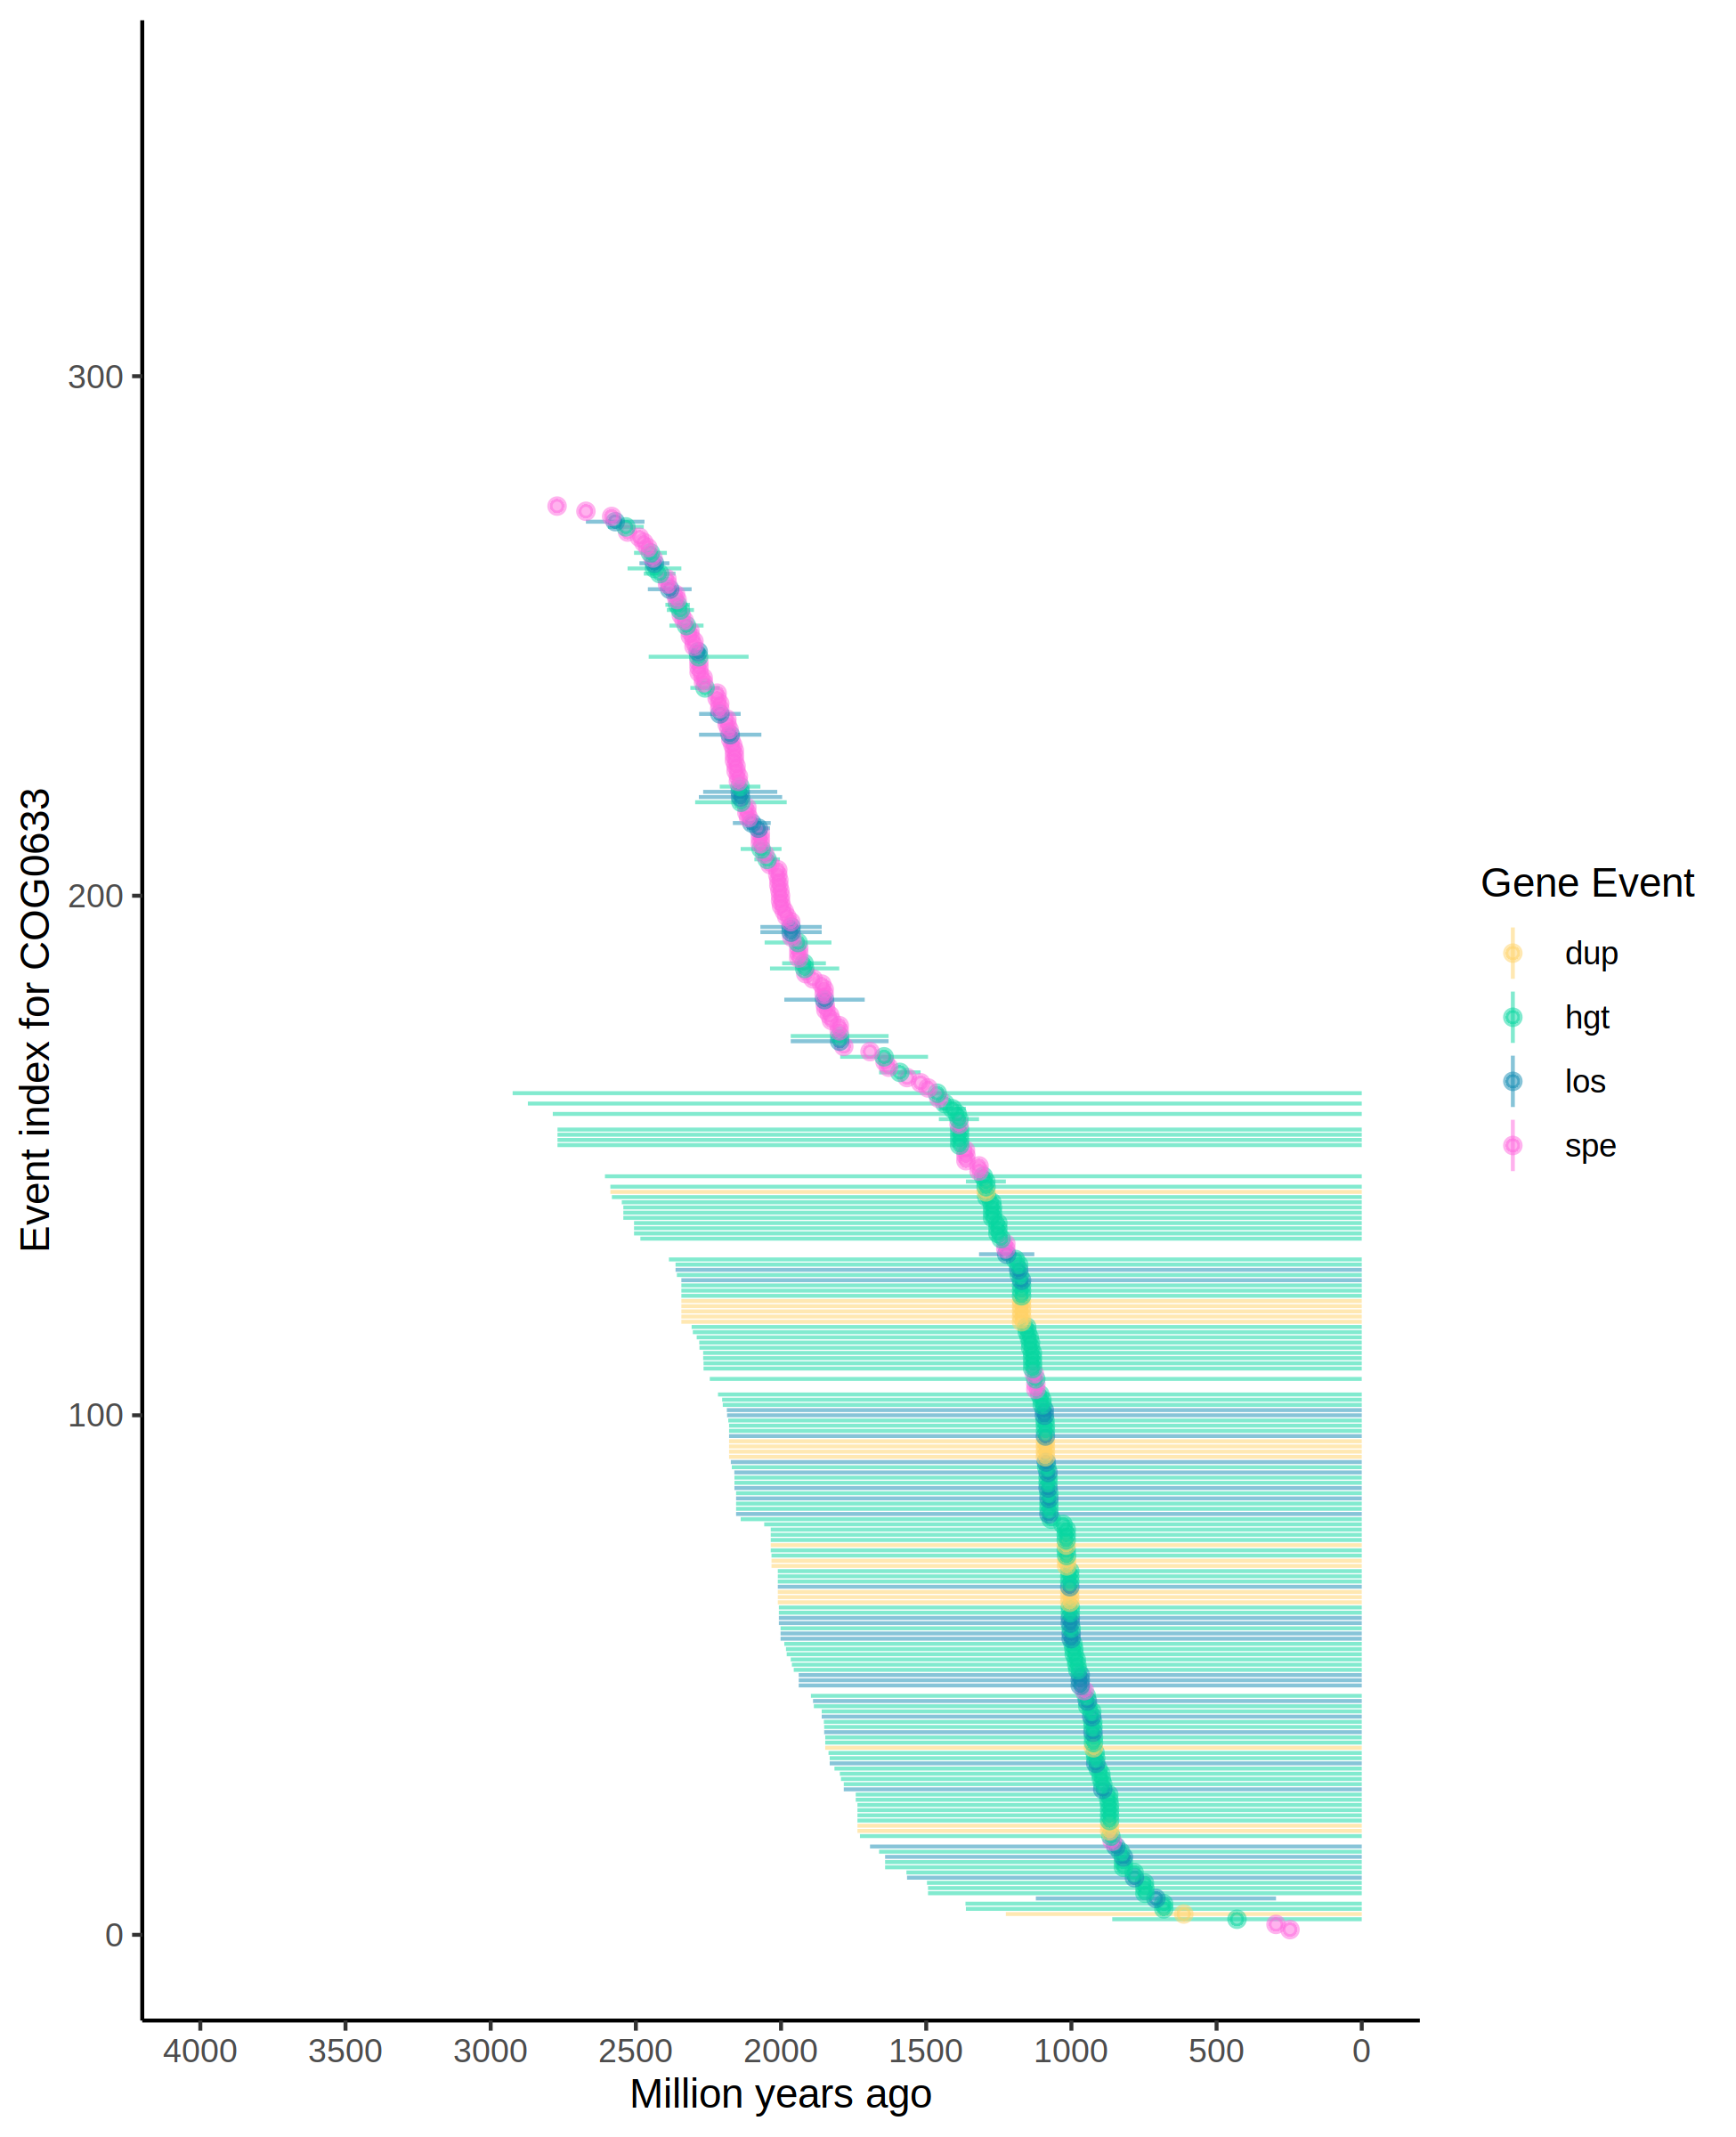 Event index for COG0633
300
200
100
0
4000 3500 3000 2500 2000 1500 1000 500 0
Million years ago
Gene Event
dup
hgt
los
spe